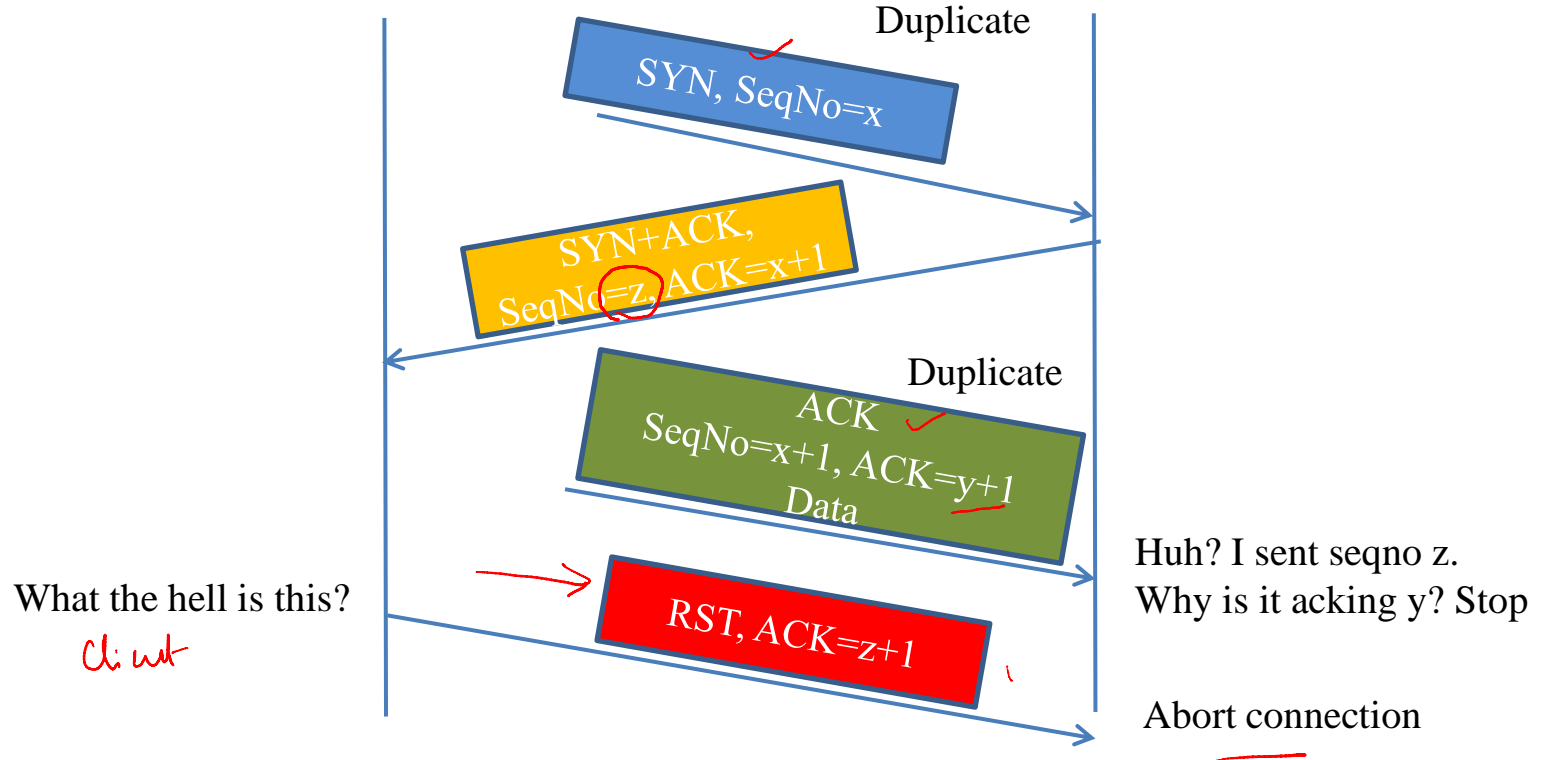 Duplicate
SYN, SeqNo=x
SYN+ACK,
SeqNo=z, ACK=x+1
Duplicate
ACK
SeqNo=x+1, ACK=y+1
Data
Huh? I sent seqno z.
Why is it acking y? Stop
What the hell is this?
Client
RST, ACK=z+1
Abort connection